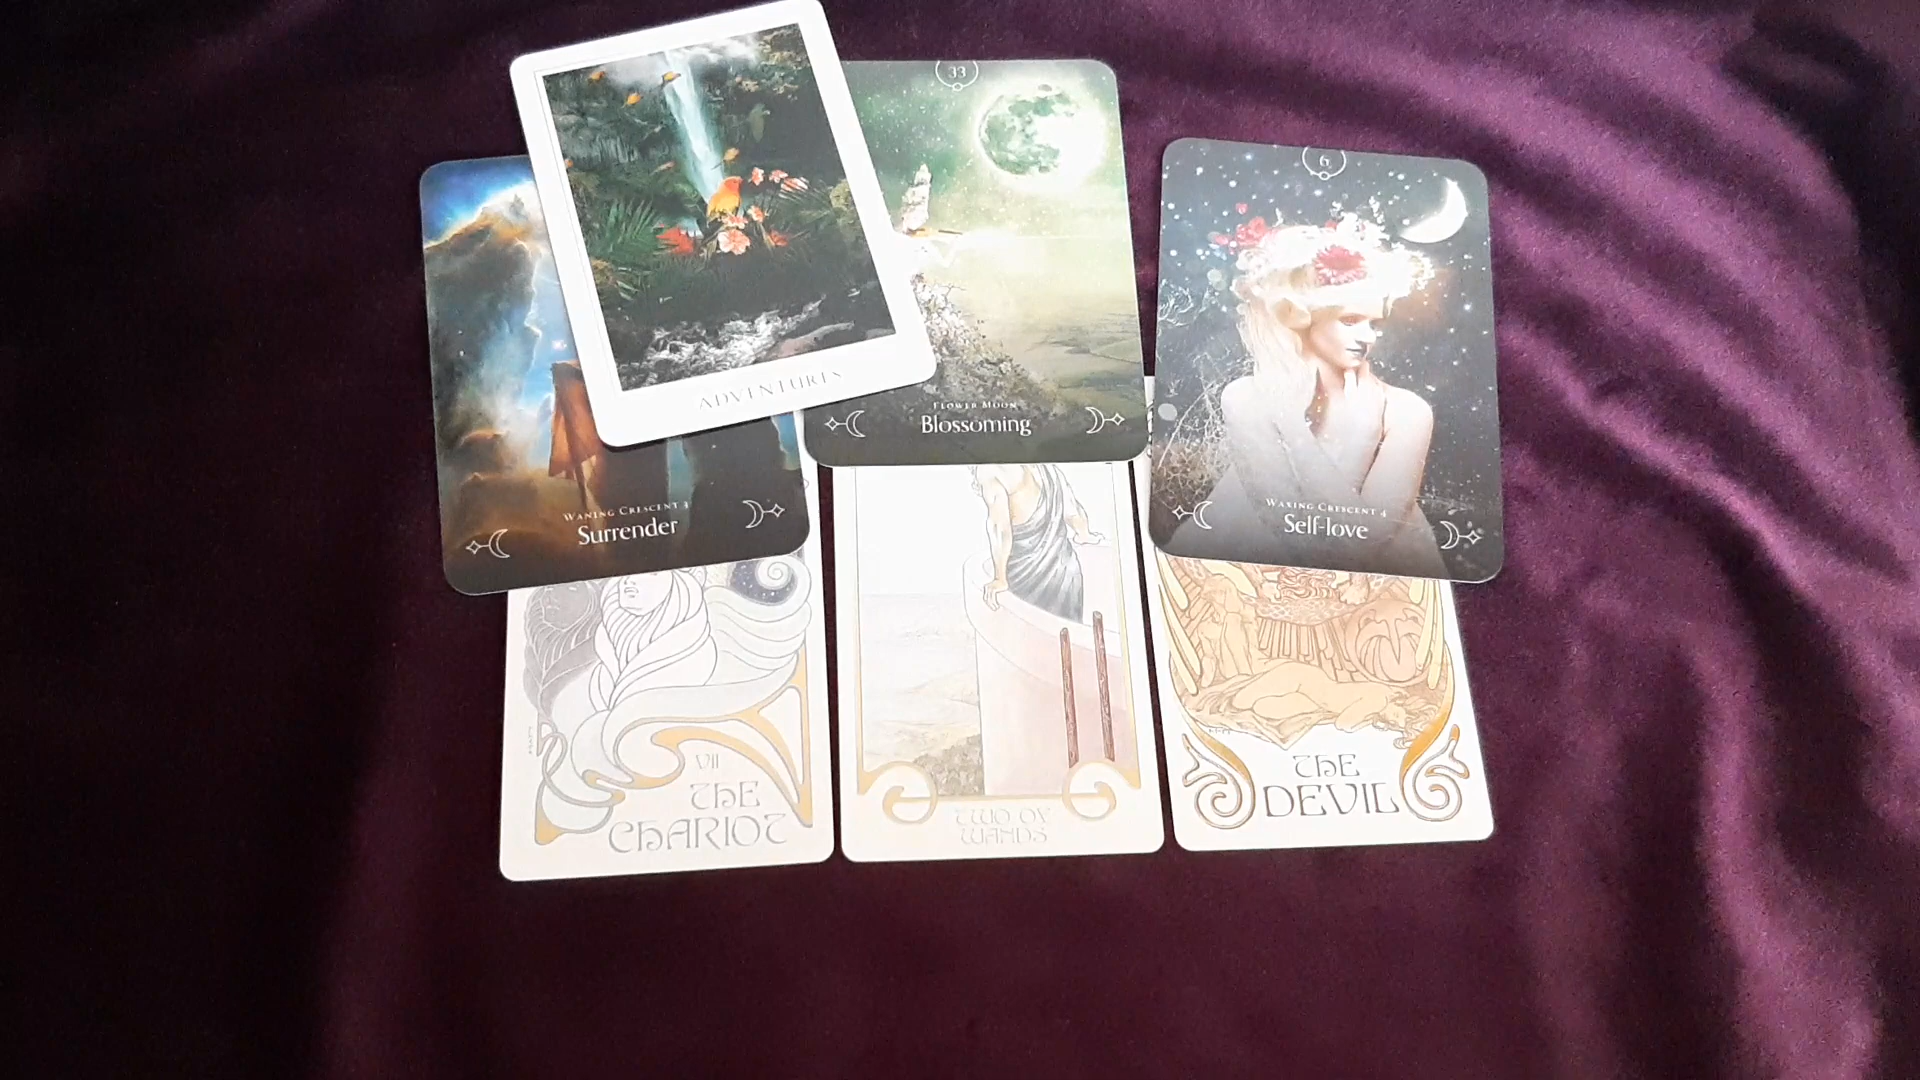 ADVENTURES
33
FLOWER MOON
Blossoming
6
WAXING CRESCENT 4
Self-love
WANING CRESCENT 1
Surrender
VII
THE
CHARIOT
TWO OF
WANDS
THE
DEVIL